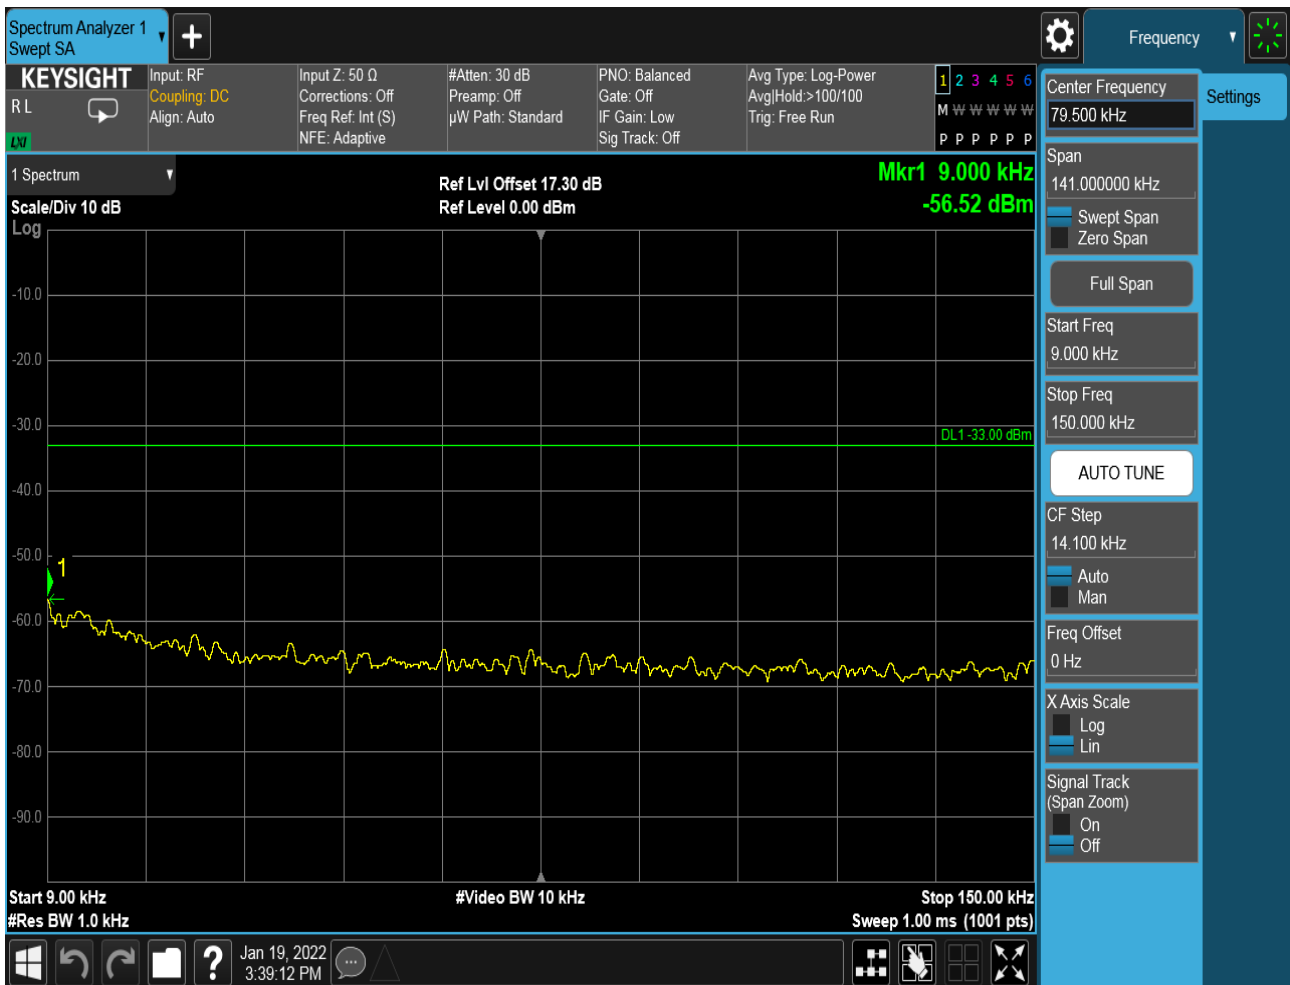 Spectrum Analyzer 1
Swept SA
Frequency
KEYSIGHT
R L
LXI
Input: RF
Coupling: DC
Align: Auto
Input Z: 50 Ω
Corrections: Off
Freq Ref: Int (S)
NFE: Adaptive
#Atten: 30 dB
Preamp: Off
µW Path: Standard
PNO: Balanced
Gate: Off
IF Gain: Low
Sig Track: Off
Avg Type: Log-Power
Avg|Hold:>100/100
Trig: Free Run
1 2 3 4 5 6
M W W W W W
P P P P P P
1 Spectrum
Scale/Div 10 dB
Log
Ref Lvl Offset 17.30 dB
Ref Level 0.00 dBm
Mkr1 9.000 kHz
-56.52 dBm
-10.0
-20.0
-30.0
DL1 -33.00 dBm
-40.0
-50.0
1
-60.0
-70.0
-80.0
-90.0
Start 9.00 kHz
#Video BW 10 kHz
Stop 150.00 kHz
#Res BW 1.0 kHz
Sweep 1.00 ms (1001 pts)
?
Jan 19, 2022
3:39:12 PM
Center Frequency
79.500 kHz
Settings
Span
141.000000 kHz
Swept Span
Zero Span
Full Span
Start Freq
9.000 kHz
Stop Freq
150.000 kHz
AUTO TUNE
CF Step
14.100 kHz
Auto
Man
Freq Offset
0 Hz
X Axis Scale
Log
Lin
Signal Track
(Span Zoom)
On
Off